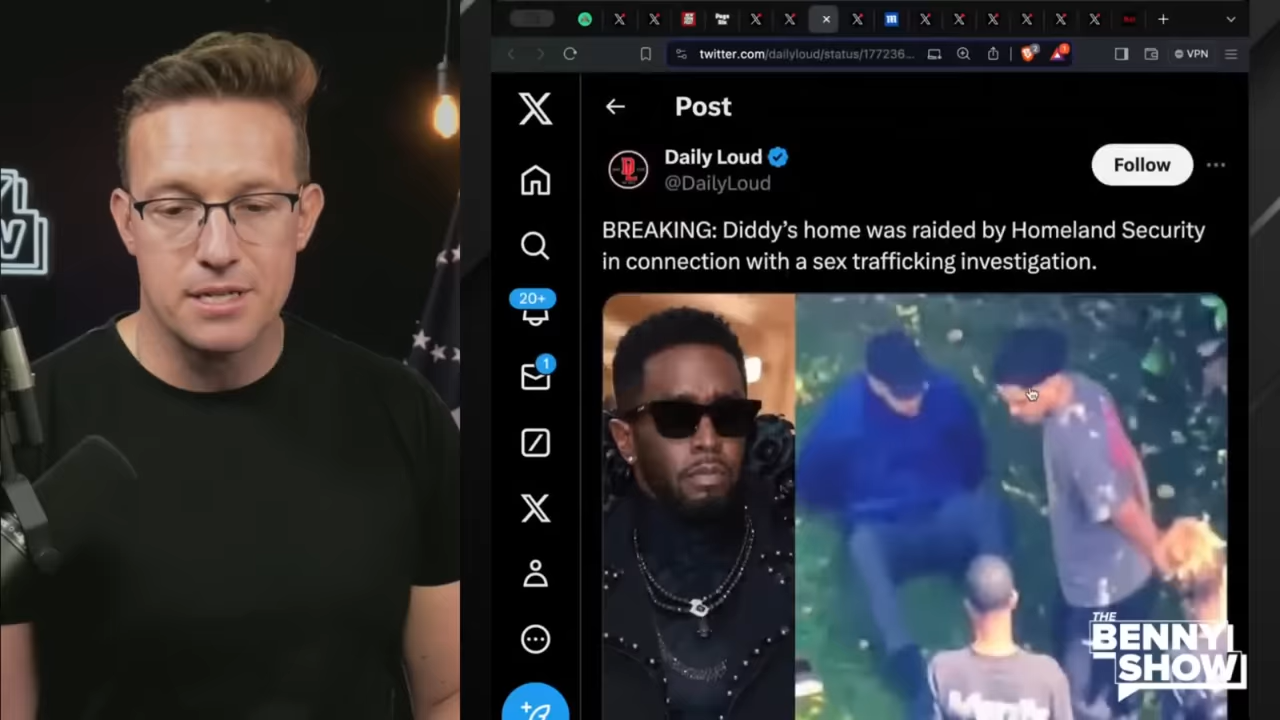 twitter.com/dailyloud/status/177236...
VPN
Post
Daily Loud
@DailyLoud
Follow
BREAKING: Diddy's home was raided by Homeland Security
in connection with a sex trafficking investigation.
20+
1
THE
BENNY
SHOW